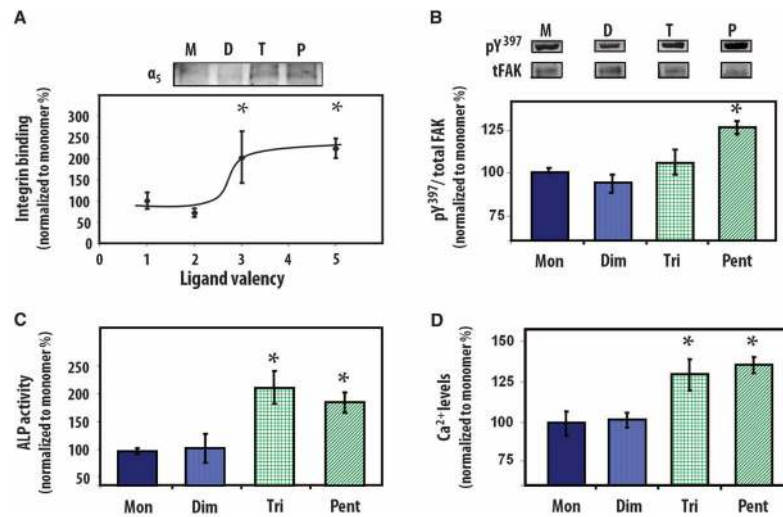 A
M D T P
α5
*
*
300
250
200
150
100
50
0
0 1 2 3 4 5
Integrin binding
(normalized to monomer %)
Ligand valency
B
M D T P
pY397
tFAK
*
125
100
75
pY397/ total FAK
(normalized to monomer %)
Mon Dim Tri Pent
C
*
*
250
200
150
100
50
ALP activity
(normalized to monomer %)
Mon Dim Tri Pent
D
*
*
150
125
100
75
Ca2+ levels
(normalized to monomer %)
Mon Dim Tri Pent